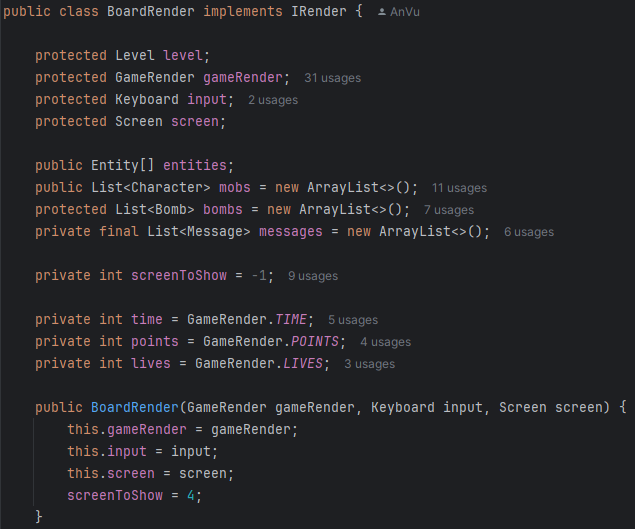 public class BoardRender implements IRender { AnVu
protected Level level;
protected GameRender gameRender; 31 usages
protected Keyboard input; 2 usages
protected Screen screen;
public Entity[] entities;
public List<Character> mobs = new ArrayList<>(); 11 usages
protected List<Bomb> bombs = new ArrayList<>(); 7 usages
private final List<Message> messages = new ArrayList<>(); 6 usages
private int screenToShow = -1; 9 usages
private int time = GameRender.TIME; 5 usages
private int points = GameRender.POINTS; 4 usages
private int lives = GameRender.LIVES; 3 usages
public BoardRender(GameRender gameRender, Keyboard input, Screen screen) {
this.gameRender = gameRender;
this.input = input;
this.screen = screen;
screenToShow = 4;
}